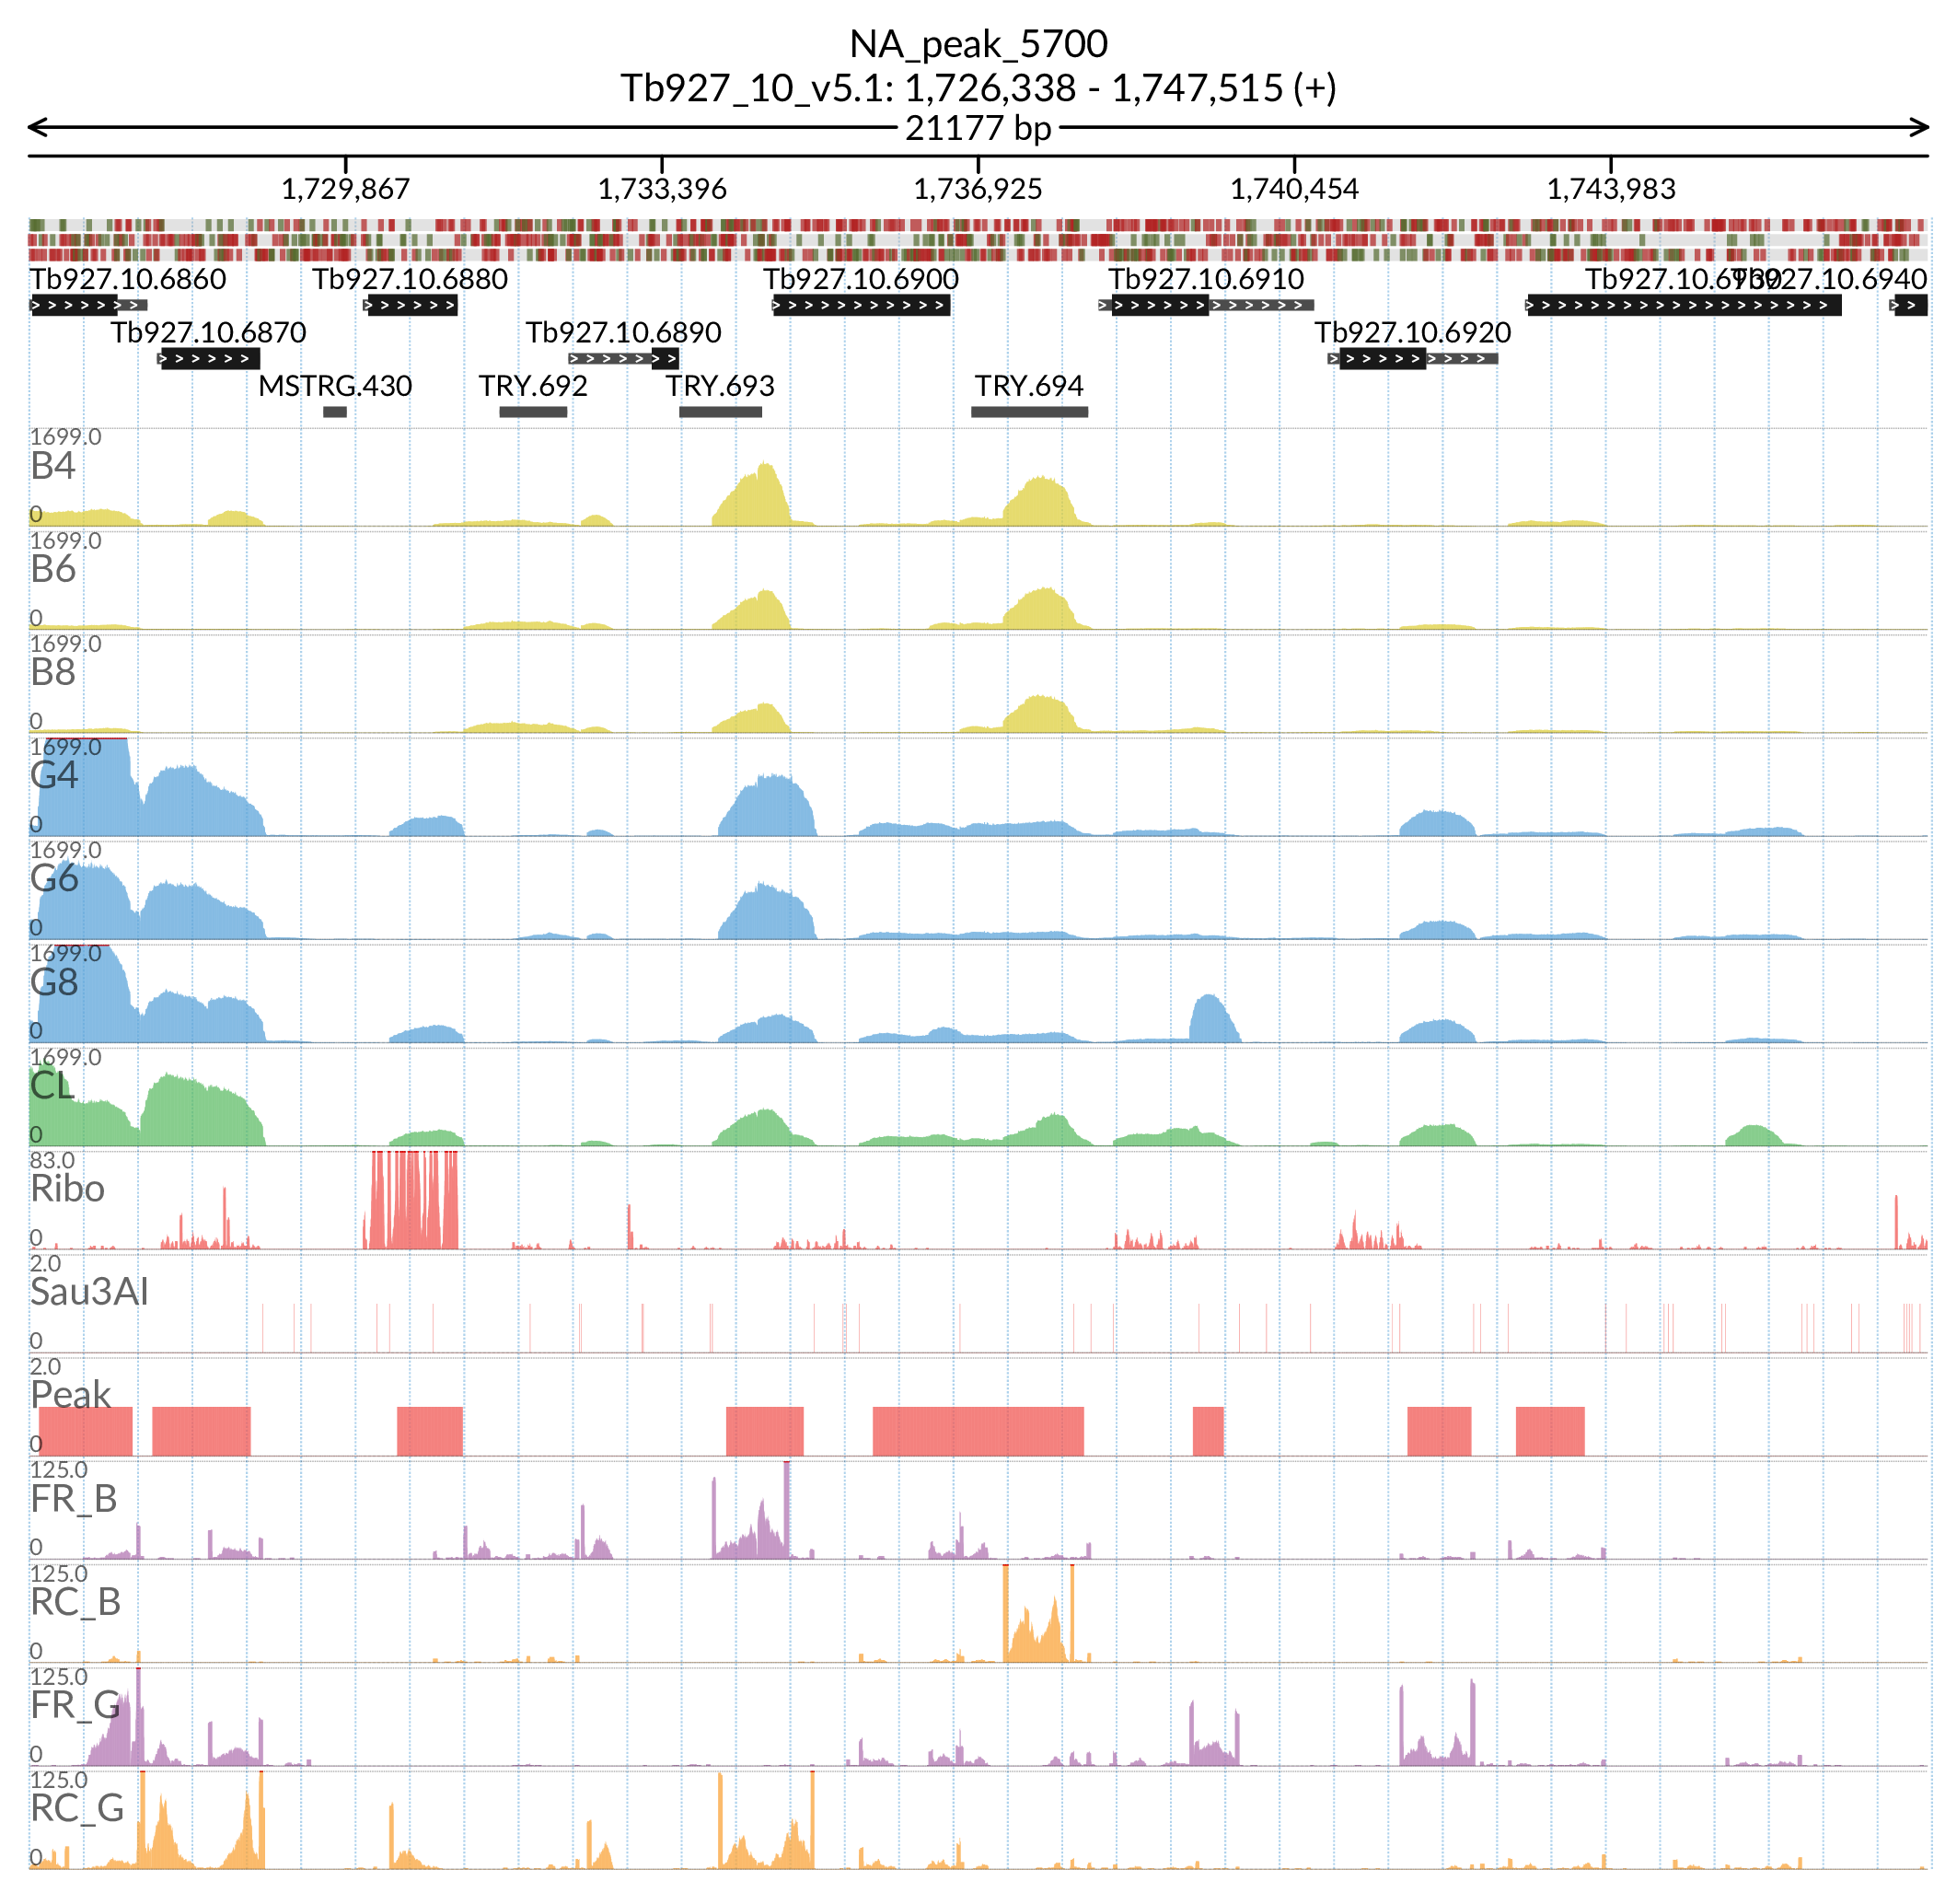 NA_peak_5700
Tb927_10_v5.1: 1,726,338 - 1,747,515 (+)
21177 bp
1,729,867 1,733,396 1,736,925 1,740,454 1,743,983
Tb927.10.6860 Tb927.10.6880 Tb927.10.6900 Tb927.10.6910 Tb927.10.6930 Tb927.10.6940
Tb927.10.6870 Tb927.10.6890 Tb927.10.6920
MSTRG.430 TRY.692 TRY.693 TRY.694
1699.0
B4
0
1699.0
B6
0
1699.0
B8
0
1699.0
G4
0
1699.0
G6
0
1699.0
G8
0
1699.0
CL
0
83.0
Ribo
0
2.0
Sau3AI
0
2.0
Peak
0
125.0
FR_B
0
125.0
RC_B
0
125.0
FR_G
0
125.0
RC_G
0